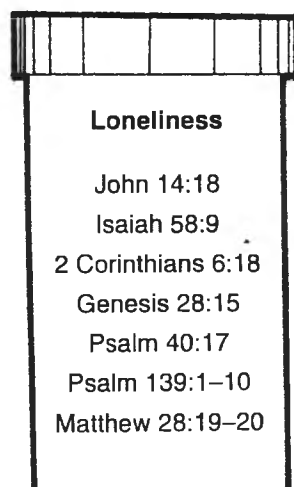 Loneliness
John 14:18
Isaiah 58:9
2 Corinthians 6:18
Genesis 28:15
Psalm 40:17
Psalm 139:1–10
Matthew 28:19–20